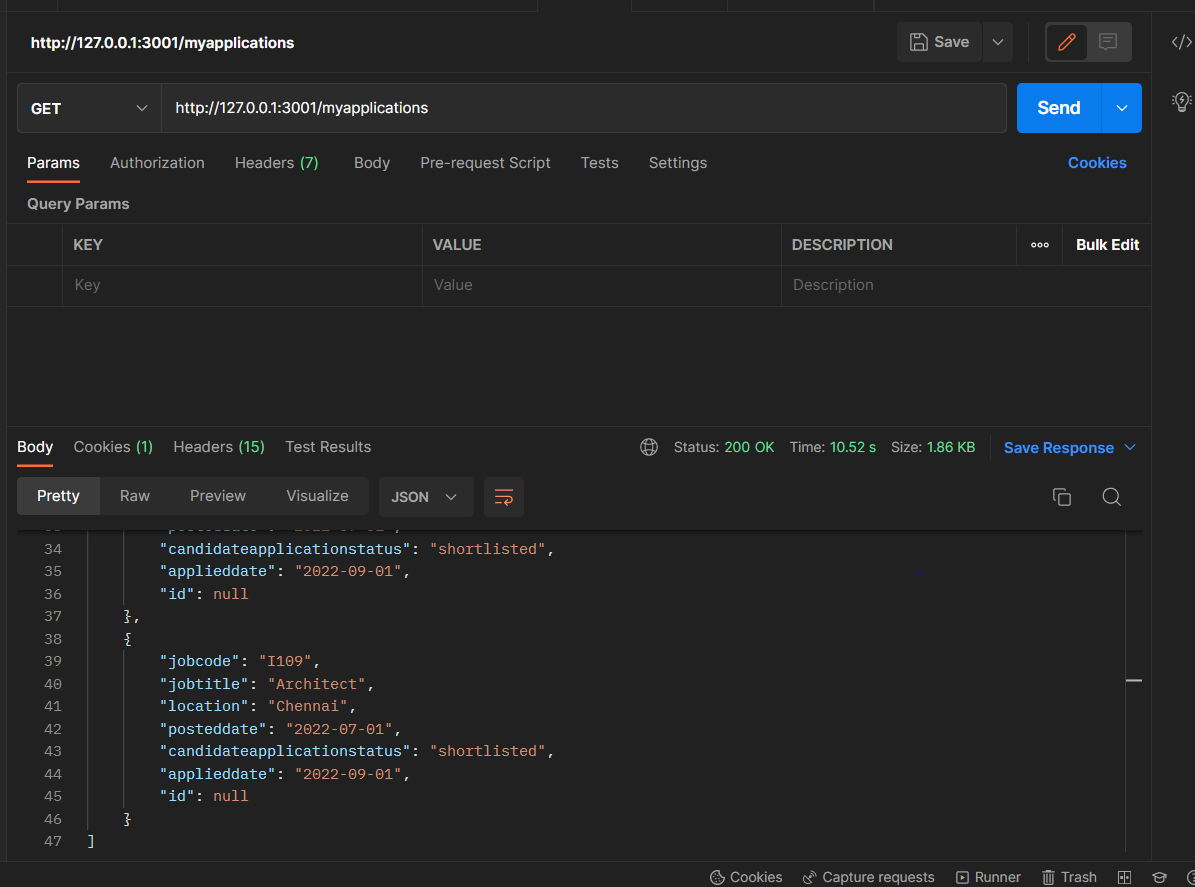 http://127.0.0.1:3001/myapplications
Save
GET
http://127.0.0.1:3001/myapplications
Send
Params Authorization Headers (7) Body Pre-request Script Tests Settings Cookies
Query Params
KEY VALUE DESCRIPTION Bulk Edit
Key Value Description
Body Cookies (1) Headers (15) Test Results Status: 200 OK Time: 10.52 s Size: 1.86 KB Save Response
Pretty Raw Preview Visualize JSON
34 "candidateapplicationstatus": "shortlisted",
35 "applieddate": "2022-09-01",
36 "id": null
37 },
38 {
39 "jobcode": "I109",
40 "jobtitle": "Architect",
41 "location": "Chennai",
42 "posteddate": "2022-07-01",
43 "candidateapplicationstatus": "shortlisted",
44 "applieddate": "2022-09-01",
45 "id": null
46 }
47 ]
Cookies Capture requests Runner Trash